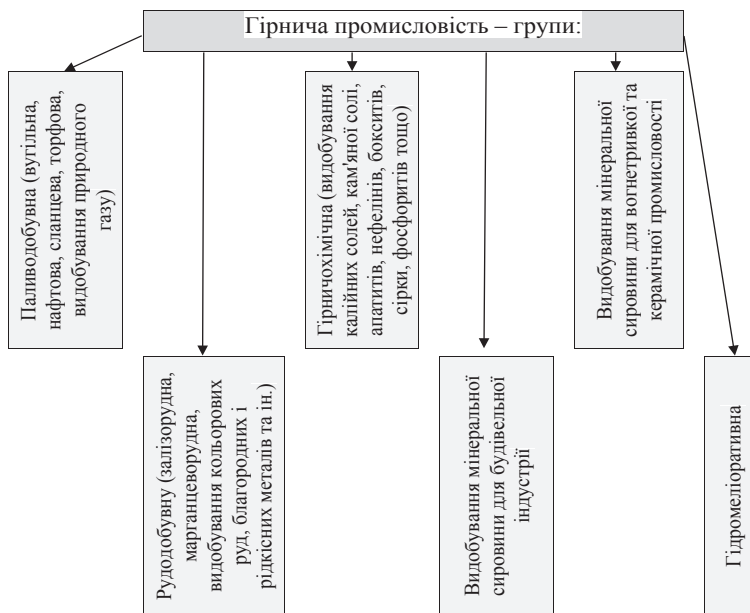 Гірнича промисловість – групи:
Паливодобувна (вугільна,
нафтова, сланцева, торфова,
видобування природного
газу)
Рудодобувну (залізорудна,
марганцеворудна,
видобування кольорових
руд, благородних і
рідкісних металів та ін.)
Гірничохімічна (видобування
калійних солей, кам'яної солі,
апатитів, нефелінів, бокситів,
сірки, фосфоритів тощо)
Видобування мінеральної
сировини для будівельної
індустрії
Видобування мінеральної
сировини для вогнетривкої та
керамічної промисловості
Гідромеліоративна